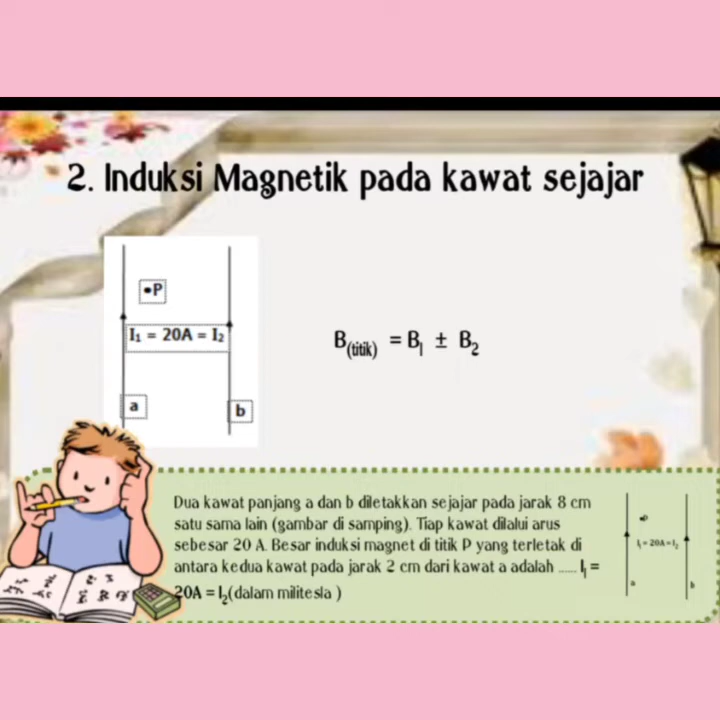 2. Induksi Magnetik pada kawat sejajar
•P
I₁ = 20A = I₂
a
b
B(titik) = B₁ ± B₂
Dua kawat panjang a dan b diletakkan sejajar pada jarak 8 cm
satu sama lain (gambar di samping). Tiap kawat dilalui arus
sebesar 20 A. Besar induksi magnet di titik P yang terletak di
antara kedua kawat pada jarak 2 cm dari kawat a adalah ...... I₁ =
20A = I₂(dalam militesla )
•P
I₁ = 20A = I₂
a
b